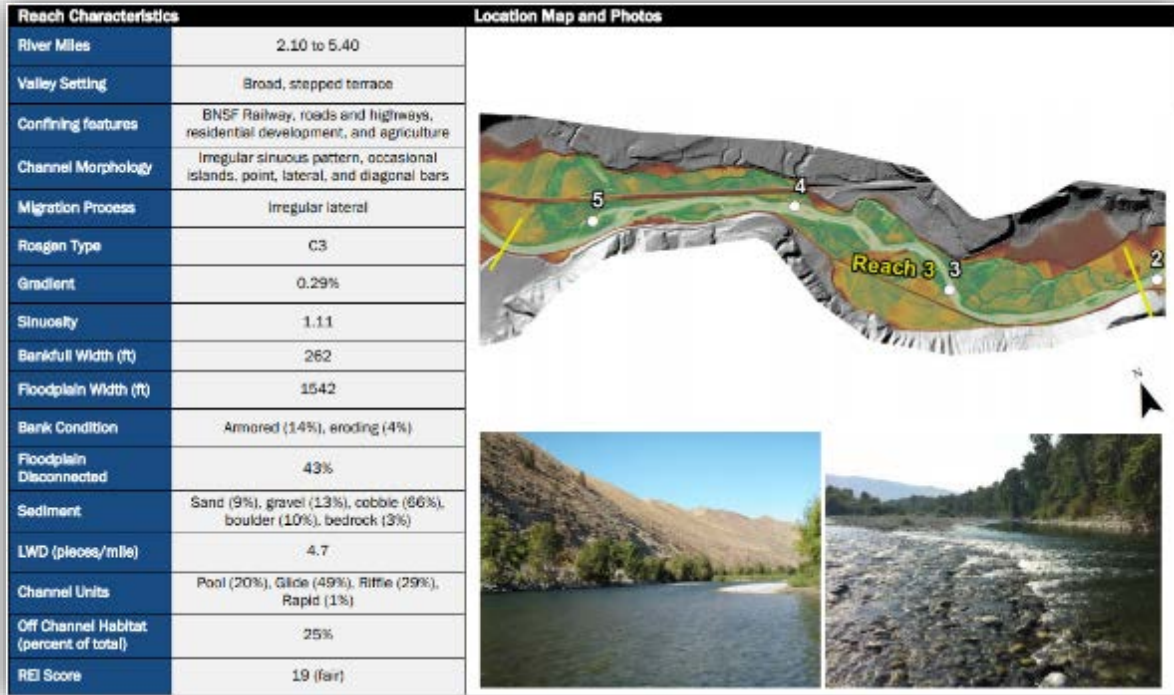 Reach Characteristics
Location Map and Photos
River Miles
2.10 to 5.40
Valley Setting
Broad, stepped terrace
Confining features
BNSF Railway, roads and highways,
residential development, and agriculture
Channel Morphology
Irregular sinuous pattern, occasional
islands, point, lateral, and diagonal bars
Migration Process
Irregular lateral
Rosgen Type
C3
Gradient
0.29%
Sinuosity
1.11
Bankfull Width (ft)
262
Floodplain Width (ft)
1542
Bank Condition
Armored (14%), eroding (4%)
Floodplain
Disconnected
43%
Sediment
Sand (9%), gravel (13%), cobble (66%),
boulder (10%), bedrock (3%)
LWD (pieces/mile)
4.7
Channel Units
Pool (20%), Glide (49%), Riffle (29%),
Rapid (1%)
Off Channel Habitat
(percent of total)
25%
REI Score
19 (fair)
5
4
Reach 3
3
2
N